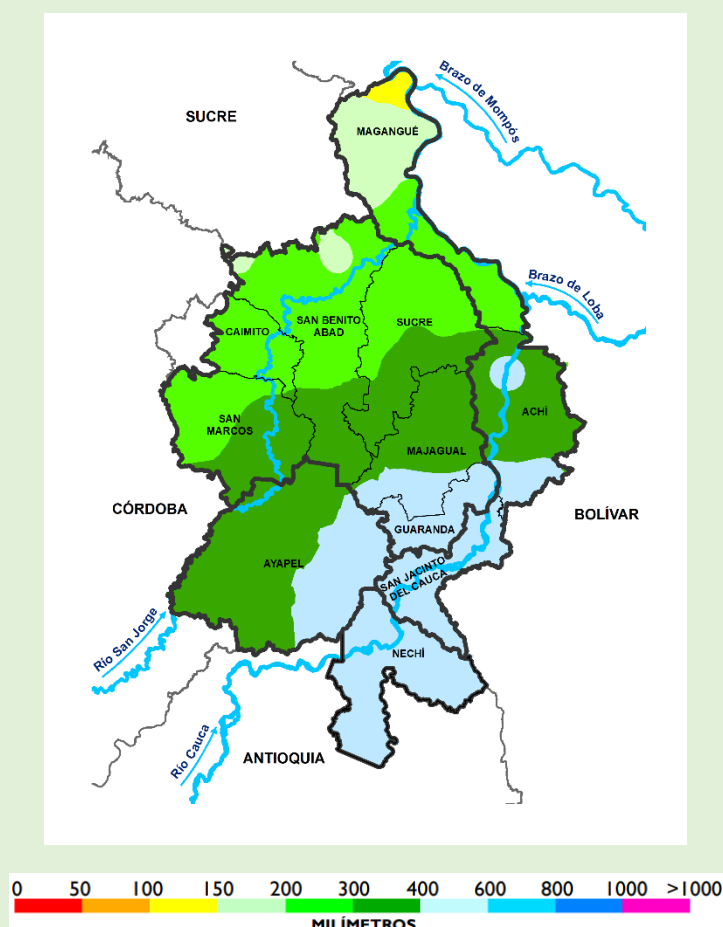 SUCRE
Brazo de Mompós
MAGANGUÉ
Brazo de Loba
SAN BENITO
ABAD
SUCRE
CAIMITO
SAN
MARCOS
ACHÍ
MAJAGUAL
CÓRDOBA
BOLÍVAR
GUARANDA
AYAPEL
SAN JACINTO
DEL CAUCA
Río San Jorge
NECHÍ
Río Cauca
ANTIOQUIA
0 50 100 150 200 300 400 600 800 1000 >1000
MILÍMETROS